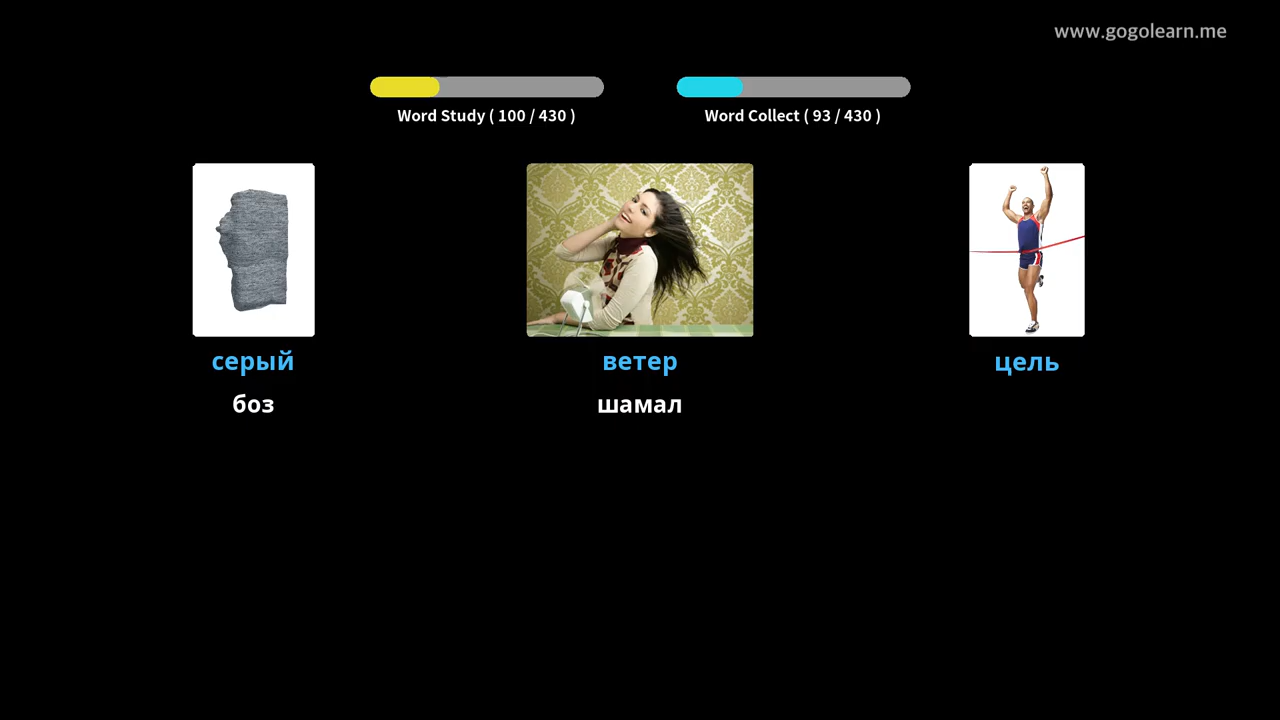 www.gogolearn.me
Word Study ( 100 / 430 )
Word Collect ( 93 / 430 )
серый
ветер
цель
боз
шамал